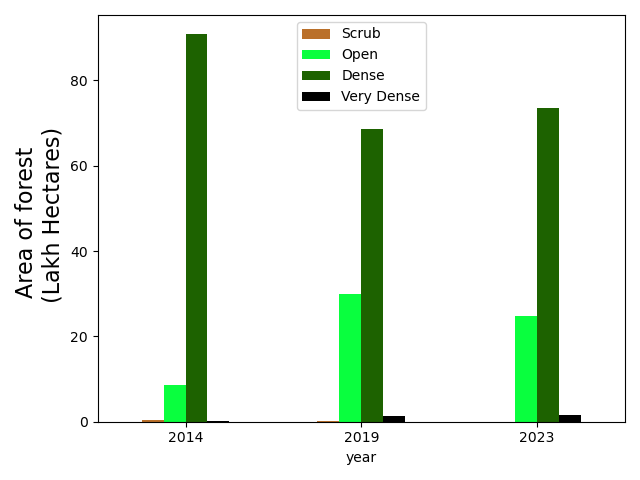 Scrub
Open
Dense
Very Dense
80
60
40
20
0
Area of forest
(Lakh Hectares)
2014 2019 2023
year